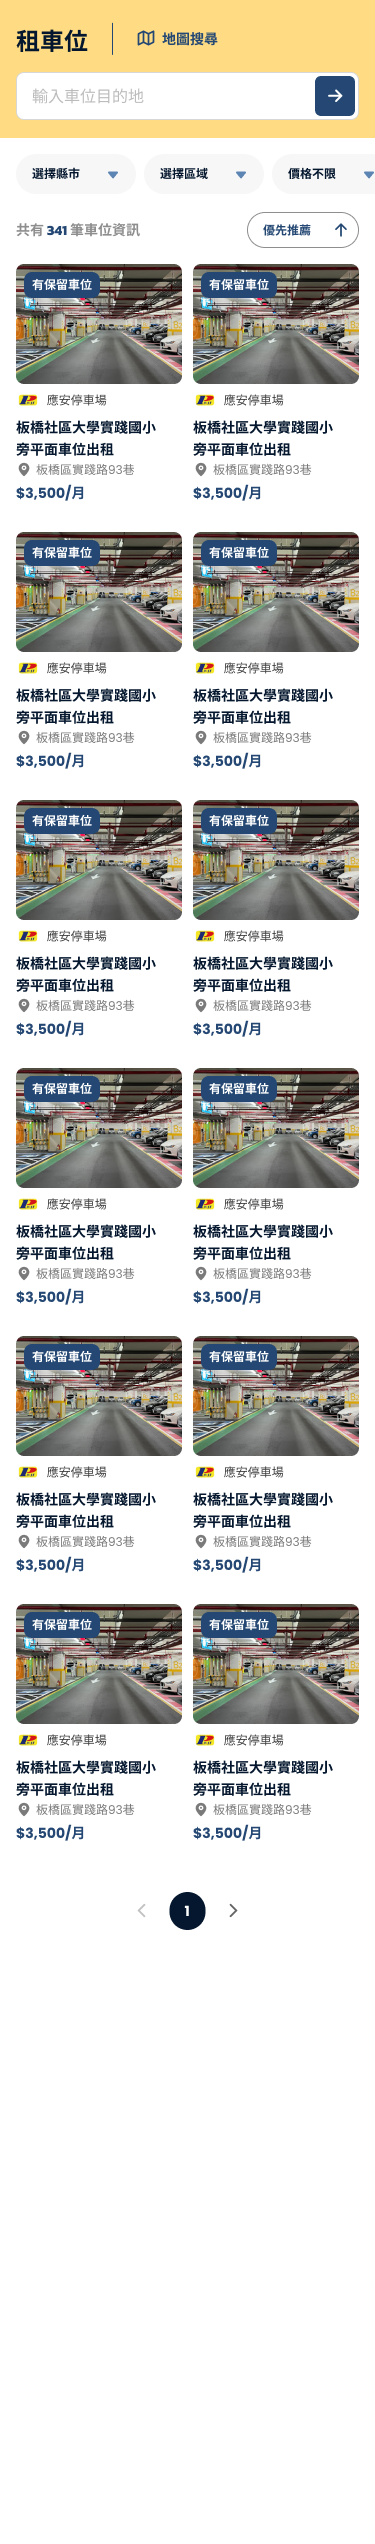 租車位
地圖搜尋
輸入車位目的地
選擇縣市
選擇區域
價格不限
共有 341 筆車位資訊
優先推薦
有保留車位
有保留車位
應安停車場
應安停車場
板橋社區大學實踐國小
旁平面車位出租
板橋社區大學實踐國小
旁平面車位出租
板橋區實踐路93巷
板橋區實踐路93巷
$3,500/月
$3,500/月
有保留車位
有保留車位
應安停車場
應安停車場
板橋社區大學實踐國小
旁平面車位出租
板橋社區大學實踐國小
旁平面車位出租
板橋區實踐路93巷
板橋區實踐路93巷
$3,500/月
$3,500/月
有保留車位
有保留車位
應安停車場
應安停車場
板橋社區大學實踐國小
旁平面車位出租
板橋社區大學實踐國小
旁平面車位出租
板橋區實踐路93巷
板橋區實踐路93巷
$3,500/月
$3,500/月
有保留車位
有保留車位
應安停車場
應安停車場
板橋社區大學實踐國小
旁平面車位出租
板橋社區大學實踐國小
旁平面車位出租
板橋區實踐路93巷
板橋區實踐路93巷
$3,500/月
$3,500/月
有保留車位
有保留車位
應安停車場
應安停車場
板橋社區大學實踐國小
旁平面車位出租
板橋社區大學實踐國小
旁平面車位出租
板橋區實踐路93巷
板橋區實踐路93巷
$3,500/月
$3,500/月
有保留車位
有保留車位
應安停車場
應安停車場
板橋社區大學實踐國小
旁平面車位出租
板橋社區大學實踐國小
旁平面車位出租
板橋區實踐路93巷
板橋區實踐路93巷
$3,500/月
$3,500/月
1